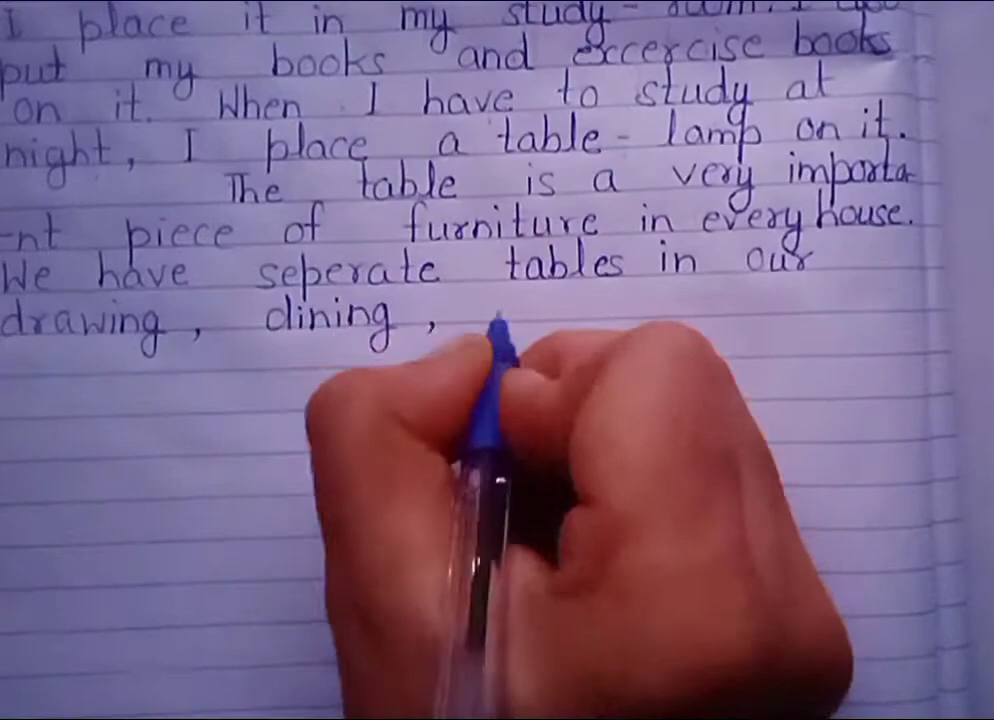 I place it in my study-
put my books and exccercise books
on it. When I have to study at
night, I place a table-lamp on it.
The table is a very importa
-nt piece of furniture in every house.
We have seperate tables in our
drawing, dining,